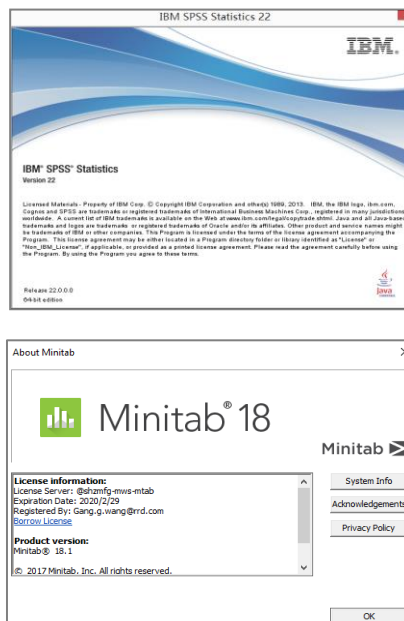 IBM SPSS Statistics 22
IBM.
IBM® SPSS® Statistics
Version 22
Licensed Materials - Property of IBM Corp. © Copyright IBM Corporation and other(s) 1989, 2013. IBM, the IBM logo, ibm.com,
Cognos and SPSS are trademarks or registered trademarks of International Business Machines Corp., registered in many jurisdictions
worldwide. A current list of IBM trademarks is available on the Web at www.ibm.com/legal/copytrade.shtml. Java and all Java-based
trademarks and logos are trademarks or registered trademarks of Oracle and/or its affiliates. Other product and service names might
be trademarks of IBM or other companies. This Program is licensed under the terms of the license agreement accompanying the
Program. This license agreement may be either located in a Program directory folder or library identified as "License" or
"Non_IBM_License", if applicable, or provided as a printed license agreement. Please read the agreement carefully before using
the Program. By using the Program you agree to these terms.
Release 22.0.0.0
64-bit edition
Java
About Minitab
Minitab® 18
Minitab
License information:
License Server: @shzmfg-mws-mtab
Expiration Date: 2020/2/29
Registered By: Gang.g.wang@rrd.com
Borrow License
Product version:
Minitab® 18.1
© 2017 Minitab, Inc. All rights reserved.
System Info
Acknowledgements
Privacy Policy
OK